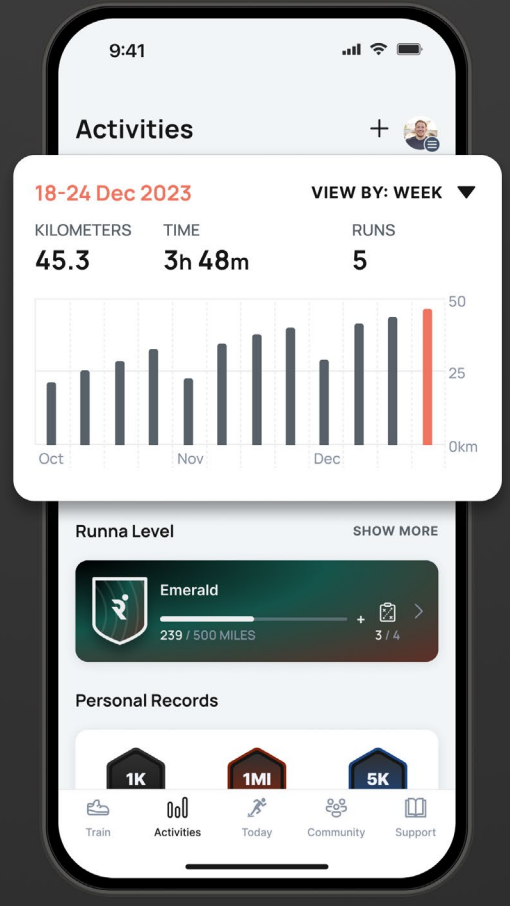 9:41
Activities
18-24 Dec 2023 VIEW BY: WEEK
KILOMETERS TIME RUNS
45.3 3h 48m 5
50
25
0km
Oct Nov Dec
Runna Level SHOW MORE
Emerald
239 / 500 MILES + 3 / 4
Personal Records
1K 1MI 5K
Train Activities Today Community Support